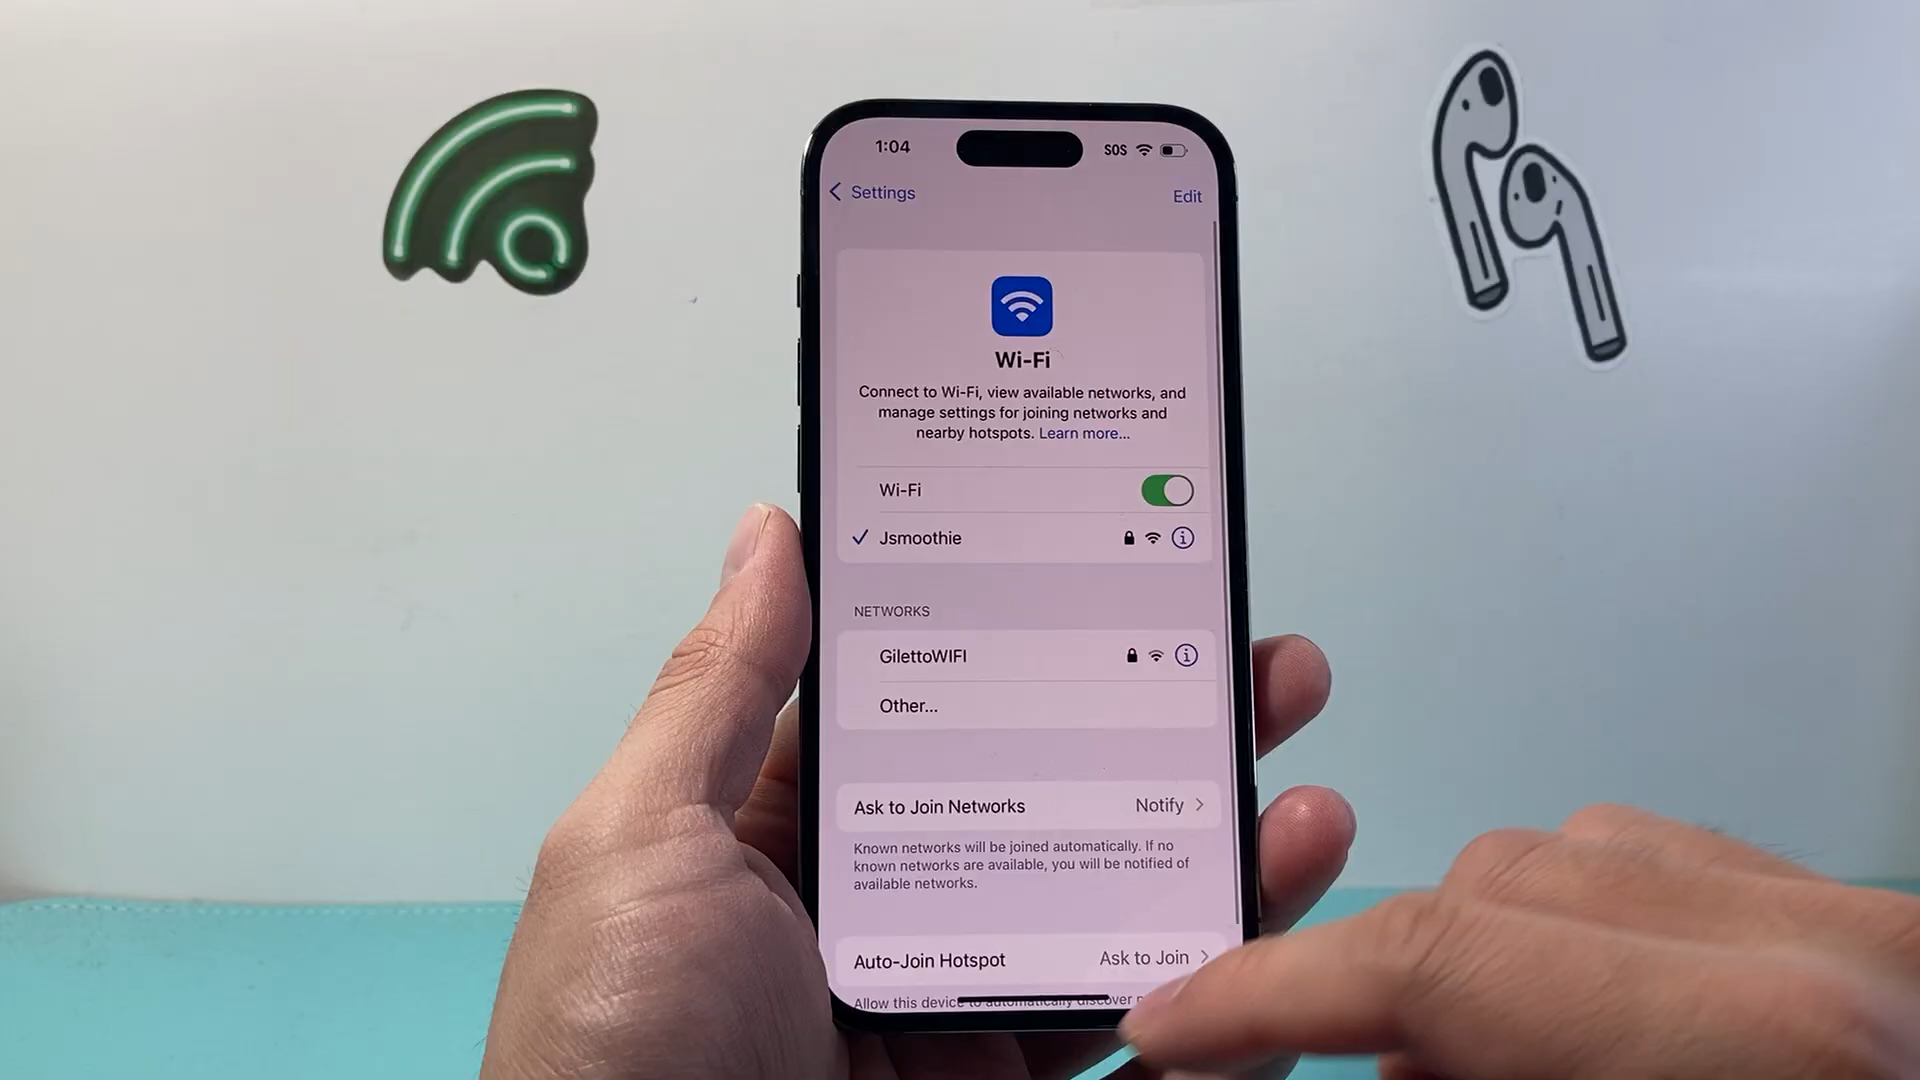 1:04
SOS
Settings
Edit
Wi-Fi
Connect to Wi-Fi, view available networks, and
manage settings for joining networks and
nearby hotspots. Learn more...
Wi-Fi
Jsmoothie
NETWORKS
GilettoWIFI
Other...
Ask to Join Networks
Notify
Known networks will be joined automatically. If no
known networks are available, you will be notified of
available networks.
Auto-Join Hotspot
Ask to Join
Allow this device to automatically discover